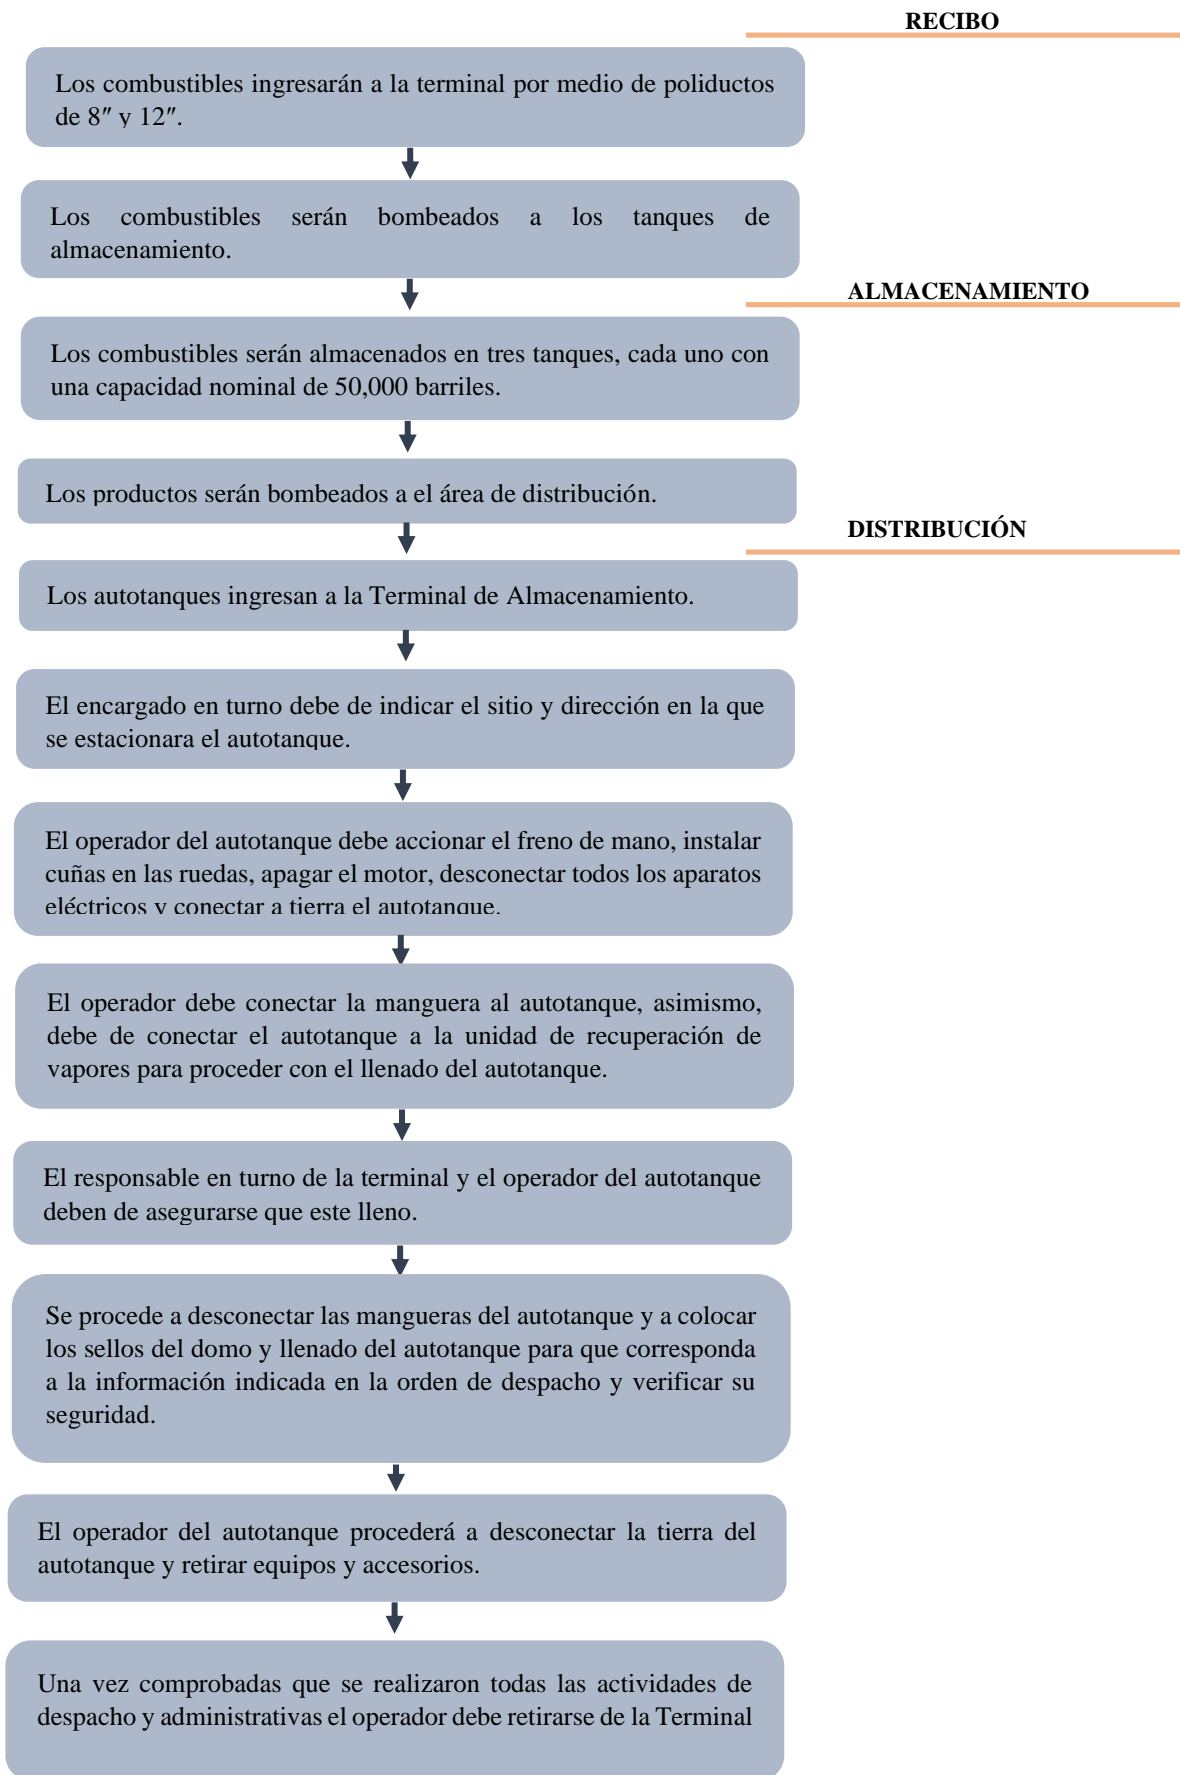 RECIBO
Los combustibles ingresarán a la terminal por medio de poliductos
de 8″ y 12″.
Los combustibles serán bombeados a los tanques de
almacenamiento.
ALMACENAMIENTO
Los combustibles serán almacenados en tres tanques, cada uno con
una capacidad nominal de 50,000 barriles.
Los productos serán bombeados a el área de distribución.
DISTRIBUCIÓN
Los autotanques ingresan a la Terminal de Almacenamiento.
El encargado en turno debe de indicar el sitio y dirección en la que
se estacionara el autotanque.
El operador del autotanque debe accionar el freno de mano, instalar
cuñas en las ruedas, apagar el motor, desconectar todos los aparatos
eléctricos y conectar a tierra el autotanque.
El operador debe conectar la manguera al autotanque, asimismo,
debe de conectar el autotanque a la unidad de recuperación de
vapores para proceder con el llenado del autotanque.
El responsable en turno de la terminal y el operador del autotanque
deben de asegurarse que este lleno.
Se procede a desconectar las mangueras del autotanque y a colocar
los sellos del domo y llenado del autotanque para que corresponda
a la información indicada en la orden de despacho y verificar su
seguridad.
El operador del autotanque procederá a desconectar la tierra del
autotanque y retirar equipos y accesorios.
Una vez comprobadas que se realizaron todas las actividades de
despacho y administrativas el operador debe retirarse de la Terminal